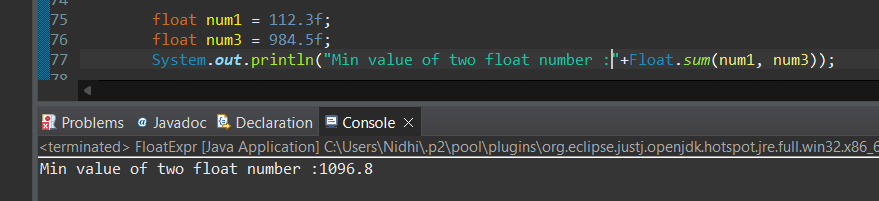 75 float num1 = 112.3f;
76 float num3 = 984.5f;
77 System.out.println("Min value of two float number :"+Float.sum(num1, num3));
Problems @ Javadoc Declaration Console
<terminated> FloatExpr [Java Application] C:\Users\Nidhi\.p2\pool\plugins\org.eclipse.justj.openjdk.hotspot.jre.full.win32.x86_6
Min value of two float number :1096.8